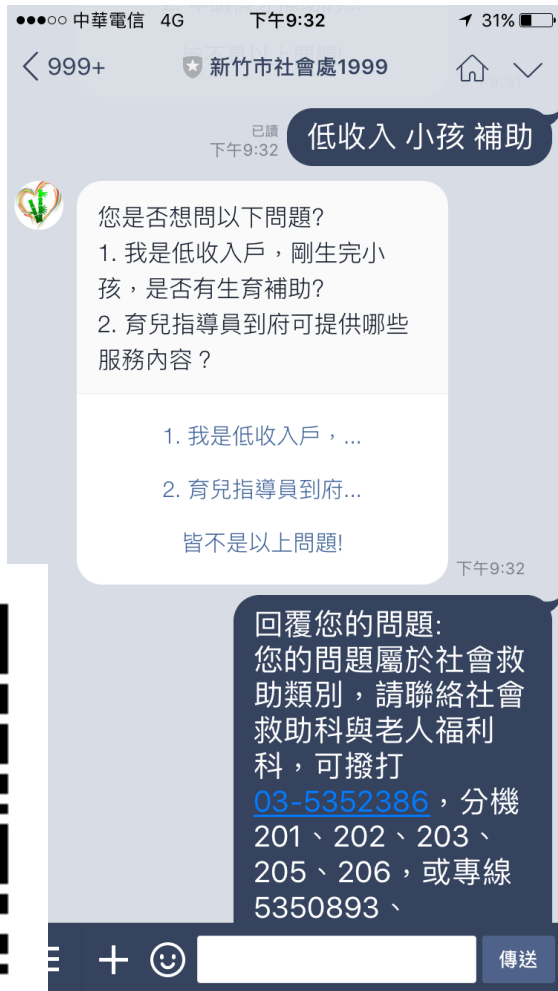 中華電信 4G 下午9:32 31%
999+ 新竹市社會處1999
已讀
下午9:32
低收入 小孩 補助
您是否想問以下問題?
1. 我是低收入戶，剛生完小
孩，是否有生育補助?
2. 育兒指導員到府可提供哪些
服務內容？
1. 我是低收入戶，...
2. 育兒指導員到府...
皆不是以上問題!
下午9:32
回覆您的問題:
您的問題屬於社會救
助類別，請聯絡社會
救助科與老人福利
科，可撥打
03-5352386，分機
201、202、203、
205、206，或專線
5350893、
傳送